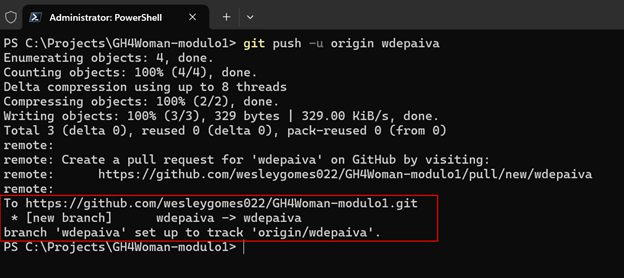 Administrator: PowerShell
PS C:\Projects\GH4Woman-modulo1> git push -u origin wdepaiva
Enumerating objects: 4, done.
Counting objects: 100% (4/4), done.
Delta compression using up to 8 threads
Compressing objects: 100% (2/2), done.
Writing objects: 100% (3/3), 329 bytes | 329.00 KiB/s, done.
Total 3 (delta 0), reused 0 (delta 0), pack-reused 0 (from 0)
remote:
remote: Create a pull request for 'wdepaiva' on GitHub by visiting:
remote:      https://github.com/wesleygomes022/GH4Woman-modulo1/pull/new/wdepaiva
remote:
To https://github.com/wesleygomes022/GH4Woman-modulo1.git
 * [new branch]      wdepaiva -> wdepaiva
branch 'wdepaiva' set up to track 'origin/wdepaiva'.
PS C:\Projects\GH4Woman-modulo1>